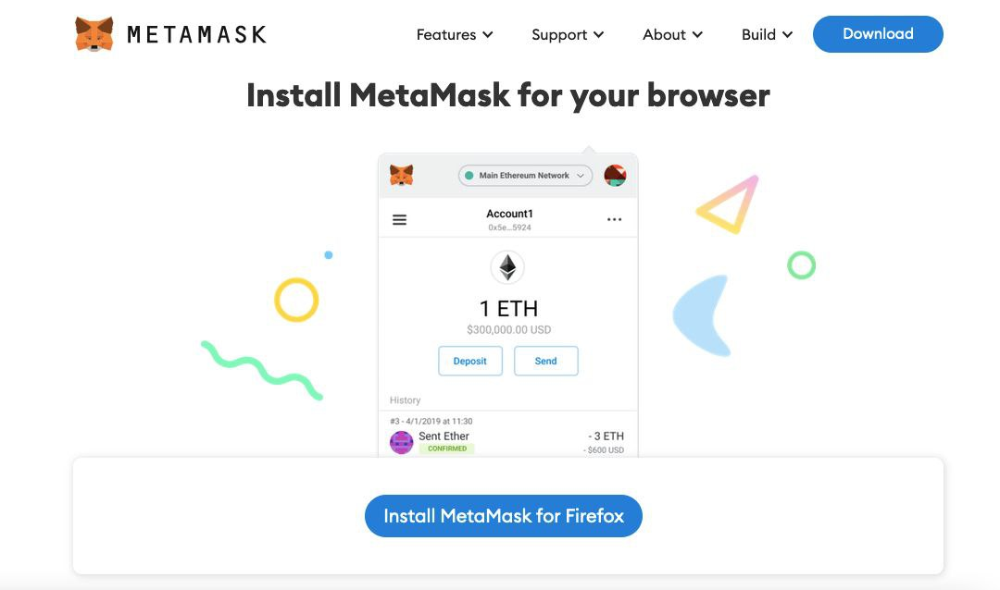 METAMASK
Features
Support
About
Build
Download
Install MetaMask for your browser
Main Ethereum Network
Account1
0x5e...5924
1 ETH
$300,000.00 USD
Deposit
Send
History
#3 - 4/1/2019 at 11:30
Sent Ether
- 3 ETH
CONFIRMED
- $600 USD
Install MetaMask for Firefox